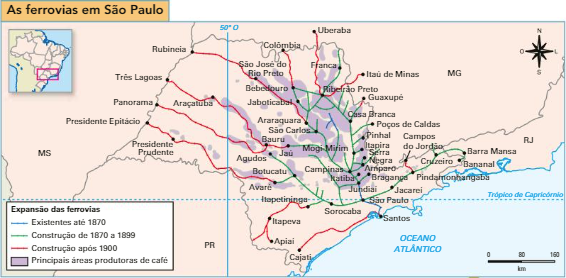 As ferrovias em São Paulo
50° O
Uberaba
Colômbia
Rubineia
São José do
Rio Preto
Franca
Itaú de Minas
MG
Três Lagoas
Bebedouro
Ribeirão Preto
Guaxupé
Panorama
Araçatuba
Jaboticabal
Casa Branca
Araraquara
Poços de Caldas
Presidente Epitácio
São Carlos
Pinhal
Campos
do Jordão
RJ
Bauru
Mogi-Mirim
Itapira
Serra
Negra
Barra Mansa
MS
Presidente
Prudente
Agudos
Jaú
Cruzeiro
Bananal
Botucatu
Campinas
Amparo
Itatiba
Bragança
Pindamonhangaba
Avaré
Jundiaí
Jacareí
Trópico de Capricórnio
Itapetininga
São Paulo
Sorocaba
Santos
Expansão das ferrovias
Existentes até 1870
Construção de 1870 a 1899
Construção após 1900
Principais áreas produtoras de café
Itapeva
PR
Apiaí
Cajati
OCEANO
ATLÂNTICO
N
O
L
S
0 80 160
km